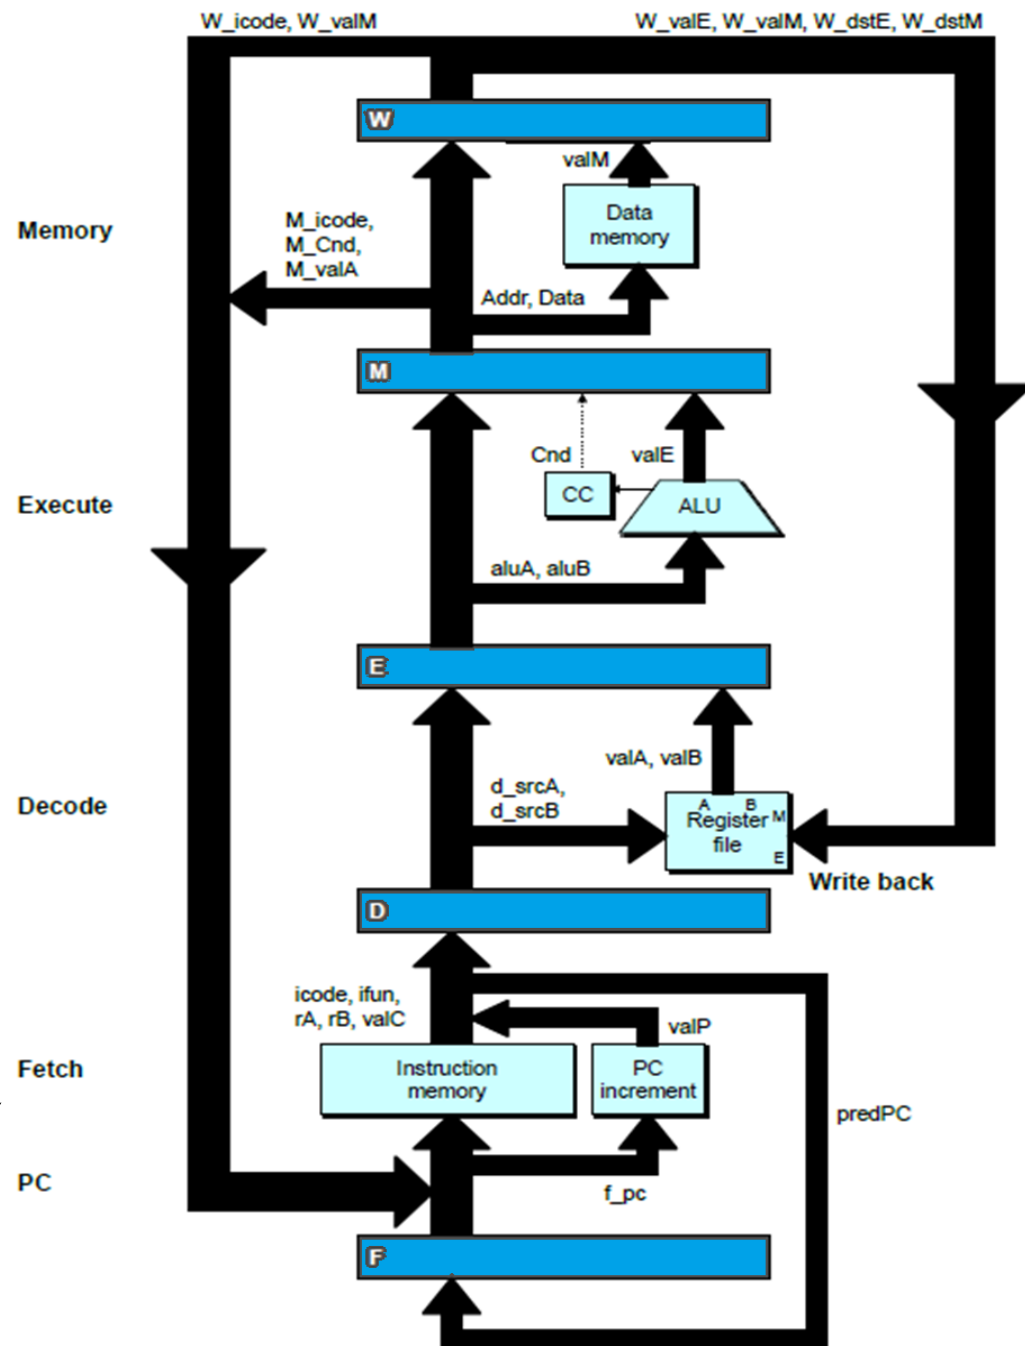 W_icode, W_valM
W_valE, W_valM, W_dstE, W_dstM
W
valM
Data
memory
Memory
M_icode,
M_Cnd,
M_valA
Addr, Data
M
Cnd
valE
CC
ALU
Execute
aluA, aluB
E
valA, valB
d_srcA,
d_srcB
Decode
A B
Register M
file
E
Write back
D
icode, ifun,
rA, rB, valC
valP
Fetch
Instruction
memory
PC
increment
predPC
PC
f_pc
F